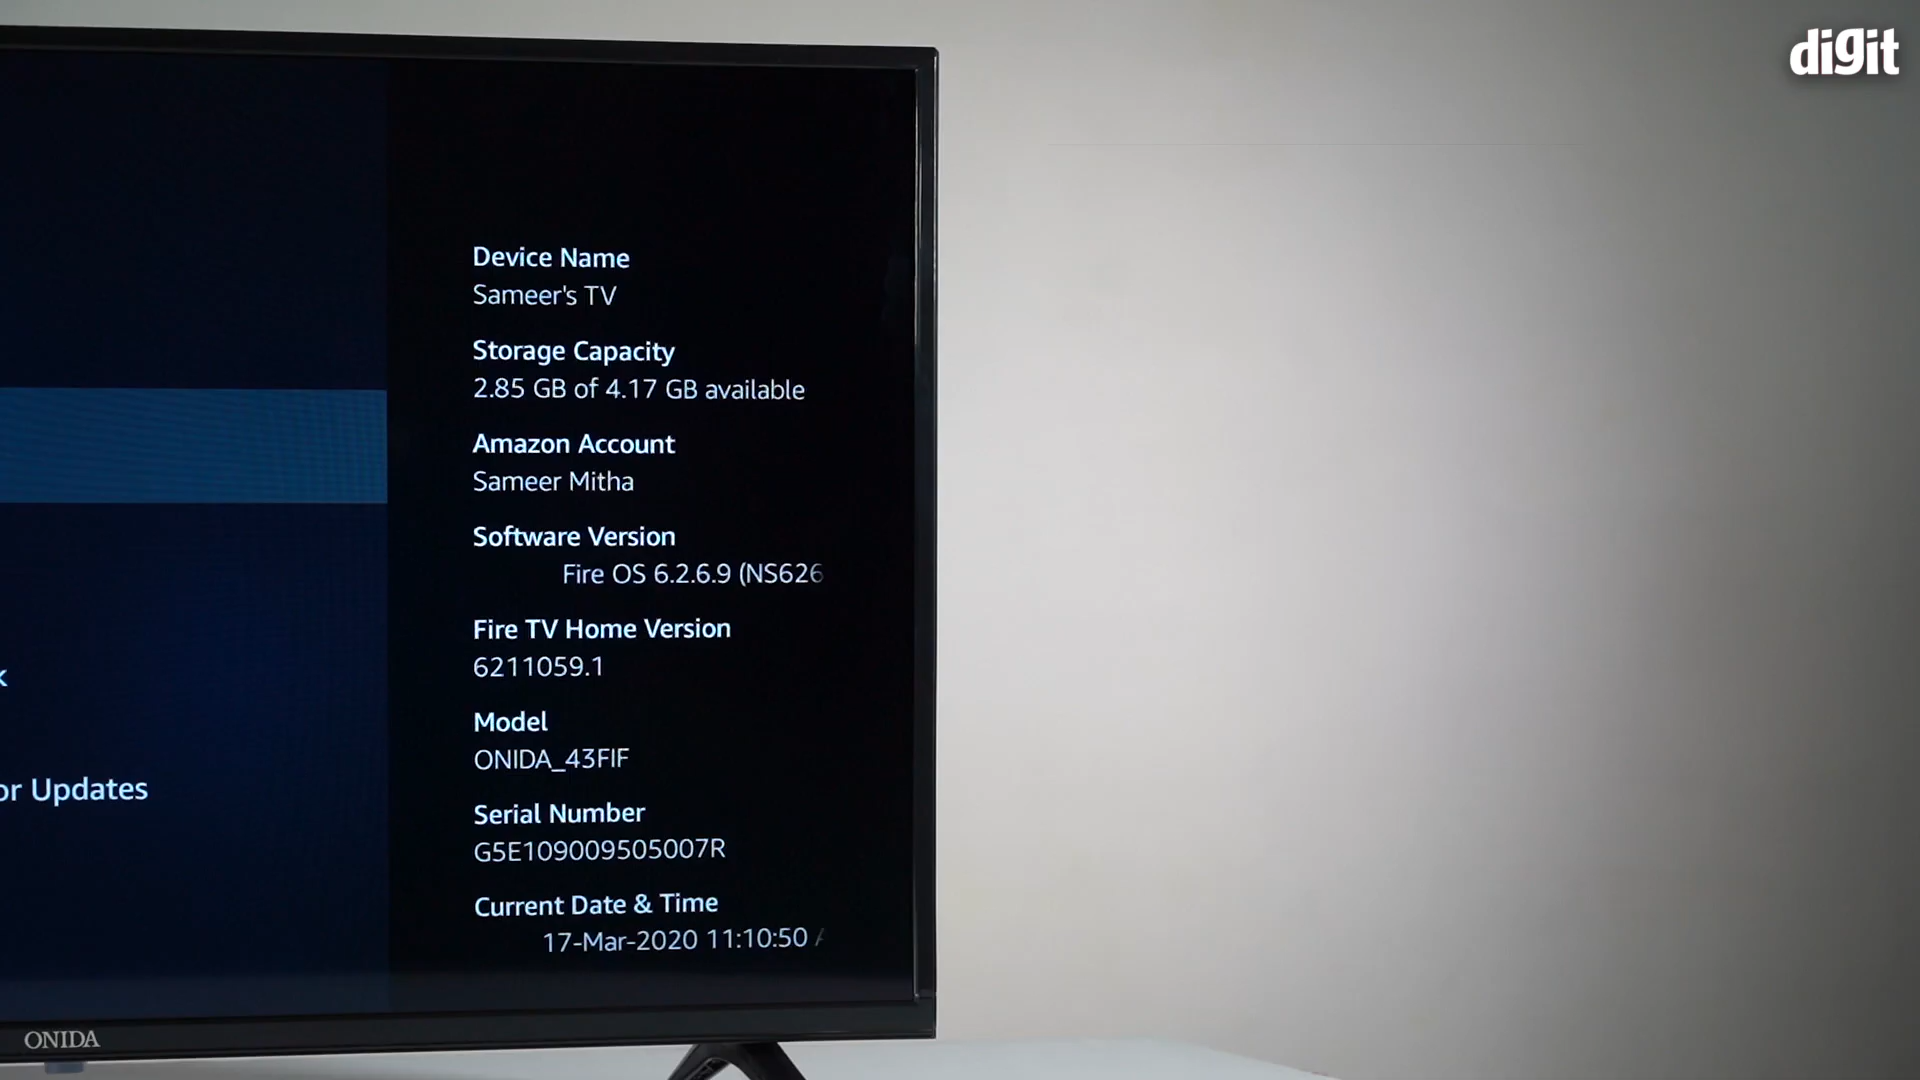 digit
Device Name
Sameer's TV
Storage Capacity
2.85 GB of 4.17 GB available
Amazon Account
Sameer Mitha
Software Version
Fire OS 6.2.6.9 (NS626
Fire TV Home Version
6211059.1
Model
ONIDA_43FIF
Serial Number
G5E109009505007R
Current Date & Time
17-Mar-2020 11:10:50 A
k
or Updates
ONIDA